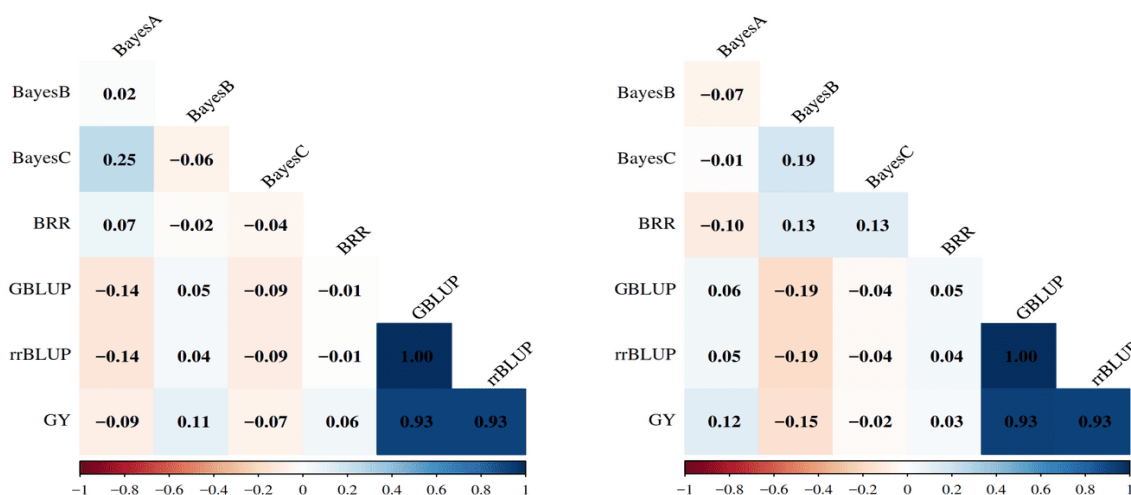 BayesA
BayesB 0.02 BayesB
BayesC 0.25 −0.06 BayesC
BRR 0.07 −0.02 −0.04 BRR
GBLUP −0.14 0.05 −0.09 −0.01 GBLUP
rrBLUP −0.14 0.04 −0.09 −0.01 1.00 rrBLUP
GY −0.09 0.11 −0.07 0.06 0.93 0.93
−1 −0.8 −0.6 −0.4 −0.2 0 0.2 0.4 0.6 0.8 1
BayesA
BayesB −0.07 BayesB
BayesC −0.01 0.19 BayesC
BRR −0.10 0.13 0.13 BRR
GBLUP 0.06 −0.19 −0.04 0.05 GBLUP
rrBLUP 0.05 −0.19 −0.04 0.04 1.00 rrBLUP
GY 0.12 −0.15 −0.02 0.03 0.93 0.93
−1 −0.8 −0.6 −0.4 −0.2 0 0.2 0.4 0.6 0.8 1